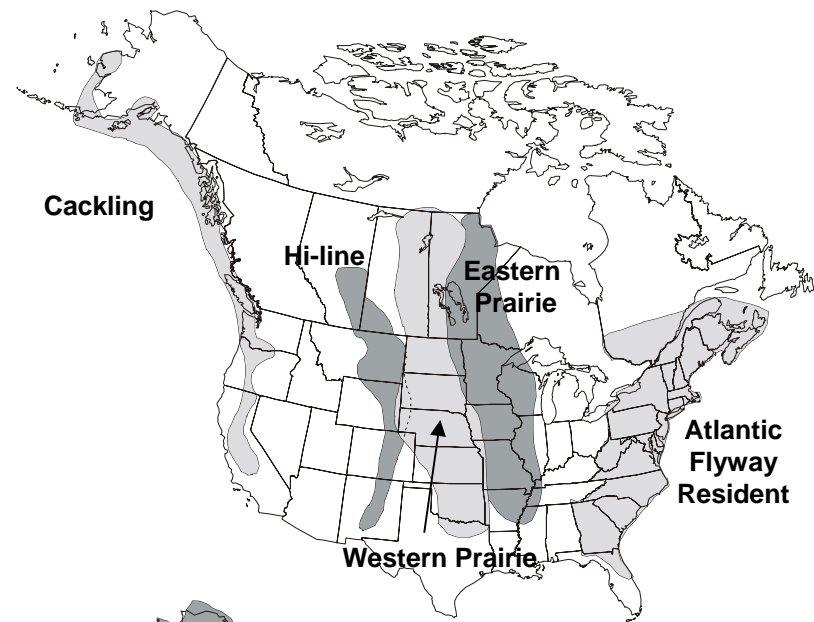 Cackling
Hi-line
Eastern
Prairie
Atlantic
Flyway
Resident
Western Prairie